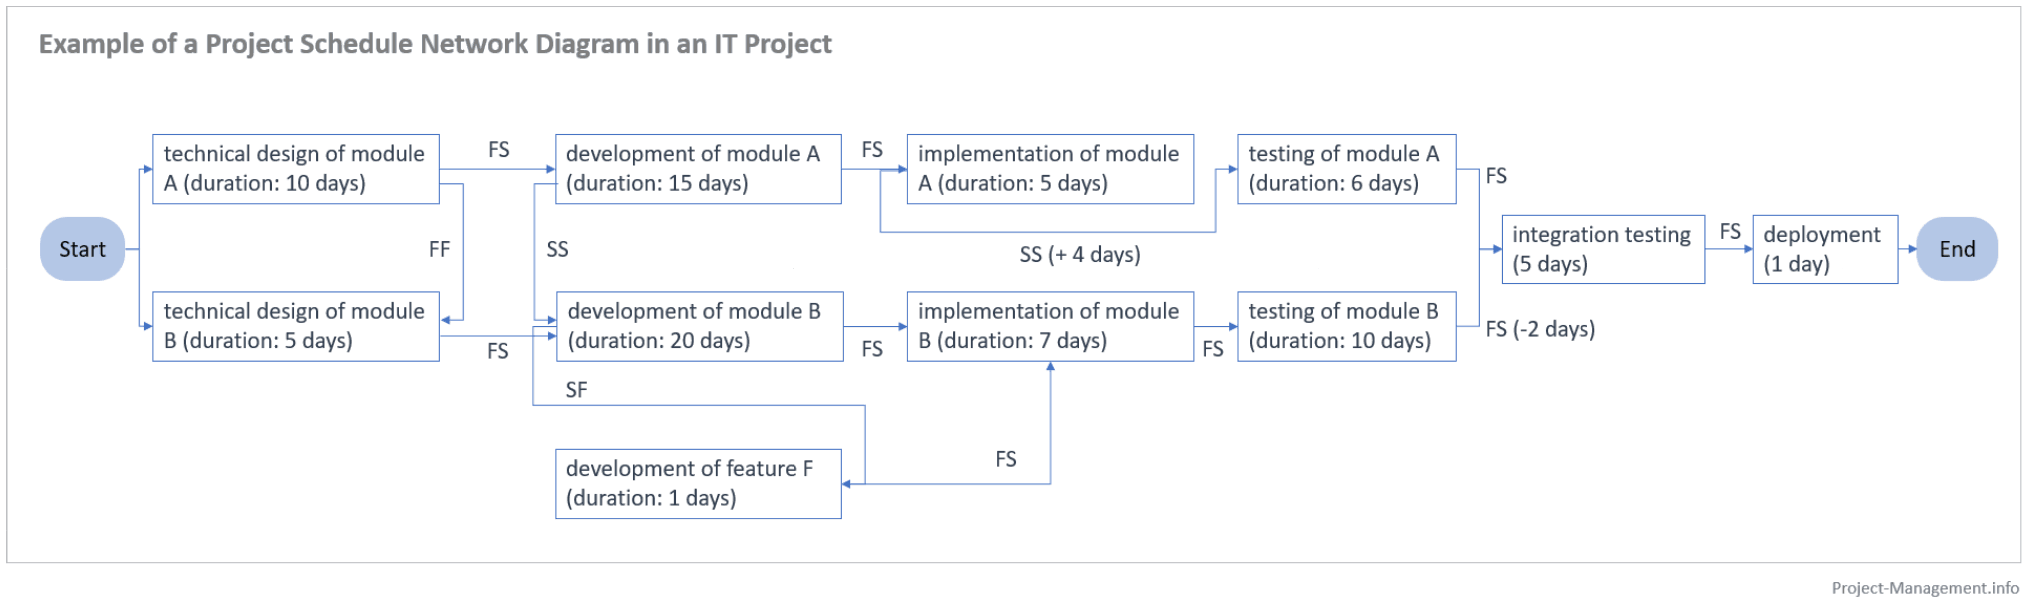 Example of a Project Schedule Network Diagram in an IT Project
Start
technical design of module
A (duration: 10 days)
FS
development of module A
(duration: 15 days)
FS
implementation of module
A (duration: 5 days)
testing of module A
(duration: 6 days)
FS
FF
SS
SS (+ 4 days)
integration testing
(5 days)
FS
deployment
(1 day)
End
technical design of module
B (duration: 5 days)
FS
development of module B
(duration: 20 days)
FS
implementation of module
B (duration: 7 days)
FS
testing of module B
(duration: 10 days)
FS (-2 days)
SF
development of feature F
(duration: 1 days)
FS
Project-Management.info